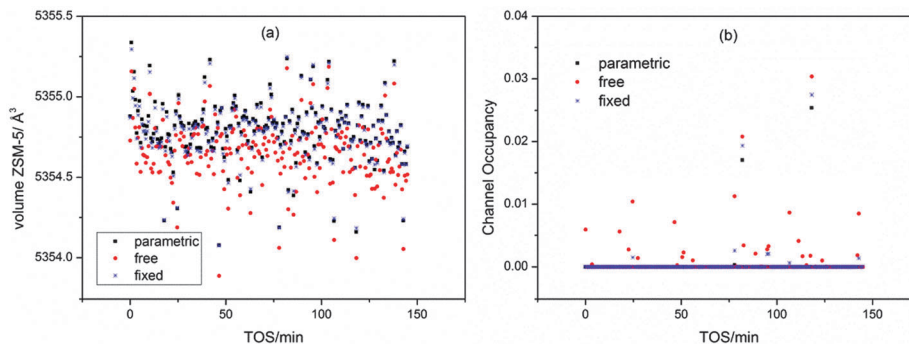 (a)
5355.5
5355.0
5354.5
5354.0
volume ZSM-5/ Å³
parametric
free
fixed
0
50
100
150
TOS/min
(b)
0.04
0.03
0.02
0.01
0.00
Channel Occupancy
parametric
free
fixed
0
50
100
150
TOS/min